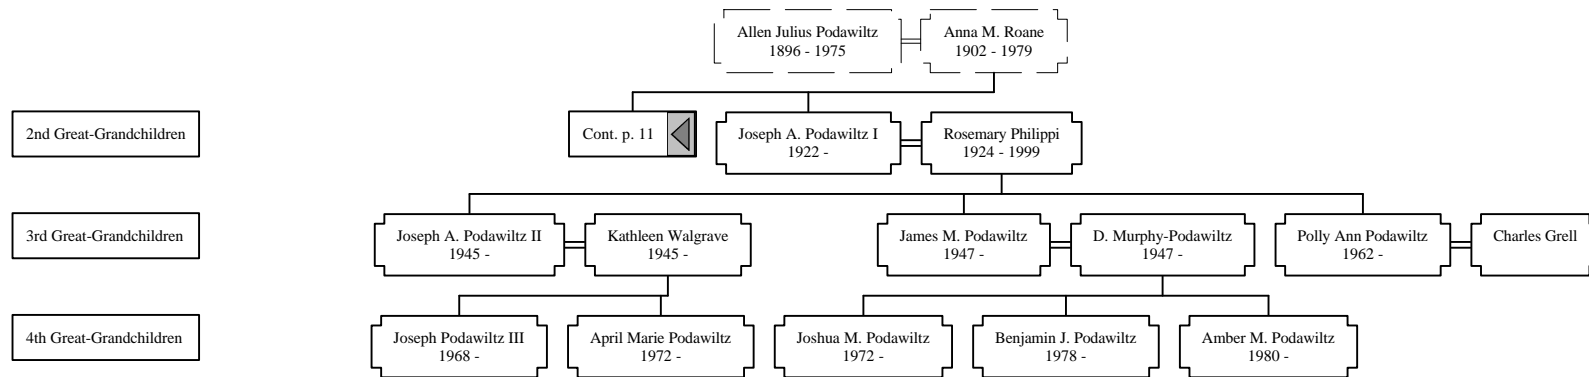 Allen Julius Podawiltz
1896 - 1975
Anna M. Roane
1902 - 1979
2nd Great-Grandchildren
Cont. p. 11
Joseph A. Podawiltz I
1922 -
Rosemary Philippi
1924 - 1999
3rd Great-Grandchildren
Joseph A. Podawiltz II
1945 -
Kathleen Walgrave
1945 -
James M. Podawiltz
1947 -
D. Murphy-Podawiltz
1947 -
Polly Ann Podawiltz
1962 -
Charles Grell
4th Great-Grandchildren
Joseph Podawiltz III
1968 -
April Marie Podawiltz
1972 -
Joshua M. Podawiltz
1972 -
Benjamin J. Podawiltz
1978 -
Amber M. Podawiltz
1980 -